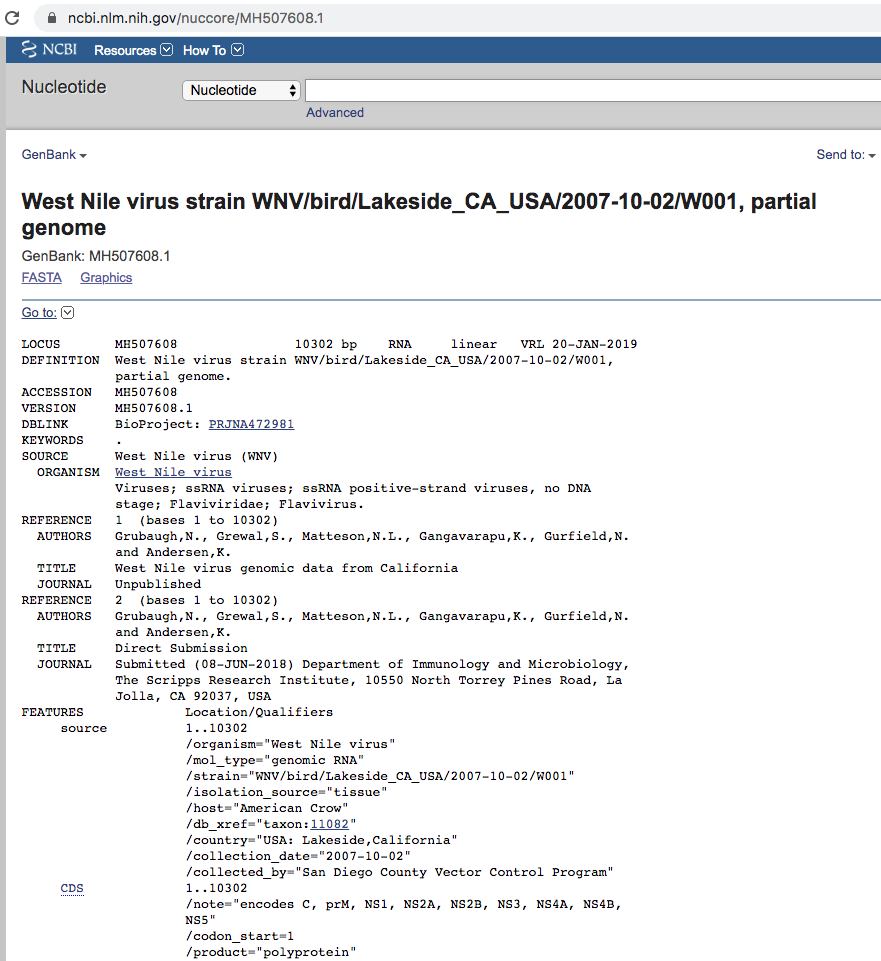 ncbi.nlm.nih.gov/nuccore/MH507608.1
NCBI Resources How To
Nucleotide Nucleotide
Advanced
GenBank Send to:
West Nile virus strain WNV/bird/Lakeside_CA_USA/2007-10-02/W001, partial
genome
GenBank: MH507608.1
FASTA Graphics
Go to:
LOCUS MH507608 10302 bp RNA linear VRL 20-JAN-2019
DEFINITION West Nile virus strain WNV/bird/Lakeside_CA_USA/2007-10-02/W001,
partial genome.
ACCESSION MH507608
VERSION MH507608.1
DBLINK BioProject: PRJNA472981
KEYWORDS .
SOURCE West Nile virus (WNV)
ORGANISM West Nile virus
Viruses; ssRNA viruses; ssRNA positive-strand viruses, no DNA
stage; Flaviviridae; Flavivirus.
REFERENCE 1 (bases 1 to 10302)
AUTHORS Grubaugh,N., Grewal,S., Matteson,N.L., Gangavarapu,K., Gurfield,N.
and Andersen,K.
TITLE West Nile virus genomic data from California
JOURNAL Unpublished
REFERENCE 2 (bases 1 to 10302)
AUTHORS Grubaugh,N., Grewal,S., Matteson,N.L., Gangavarapu,K., Gurfield,N.
and Andersen,K.
TITLE Direct Submission
JOURNAL Submitted (08-JUN-2018) Department of Immunology and Microbiology,
The Scripps Research Institute, 10550 North Torrey Pines Road, La
Jolla, CA 92037, USA
FEATURES Location/Qualifiers
source 1..10302
/organism="West Nile virus"
/mol_type="genomic RNA"
/strain="WNV/bird/Lakeside_CA_USA/2007-10-02/W001"
/isolation_source="tissue"
/host="American Crow"
/db_xref="taxon:11082"
/country="USA: Lakeside,California"
/collection_date="2007-10-02"
/collected_by="San Diego County Vector Control Program"
CDS 1..10302
/note="encodes C, prM, NS1, NS2A, NS2B, NS3, NS4A, NS4B,
NS5"
/codon_start=1
/product="polyprotein"